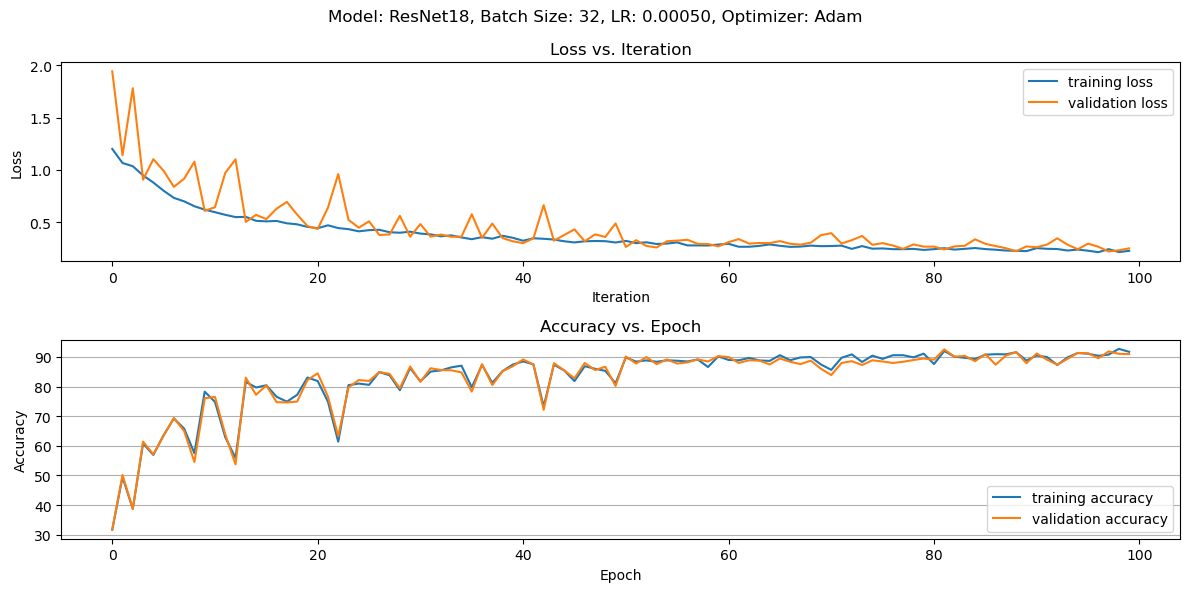 Model: ResNet18, Batch Size: 32, LR: 0.00050, Optimizer: Adam
Loss vs. Iteration
2.0
1.5
1.0
0.5
Loss
training loss
validation loss
0 20 40 60 80 100
Iteration
Accuracy vs. Epoch
90
80
70
60
50
40
30
Accuracy
training accuracy
validation accuracy
0 20 40 60 80 100
Epoch